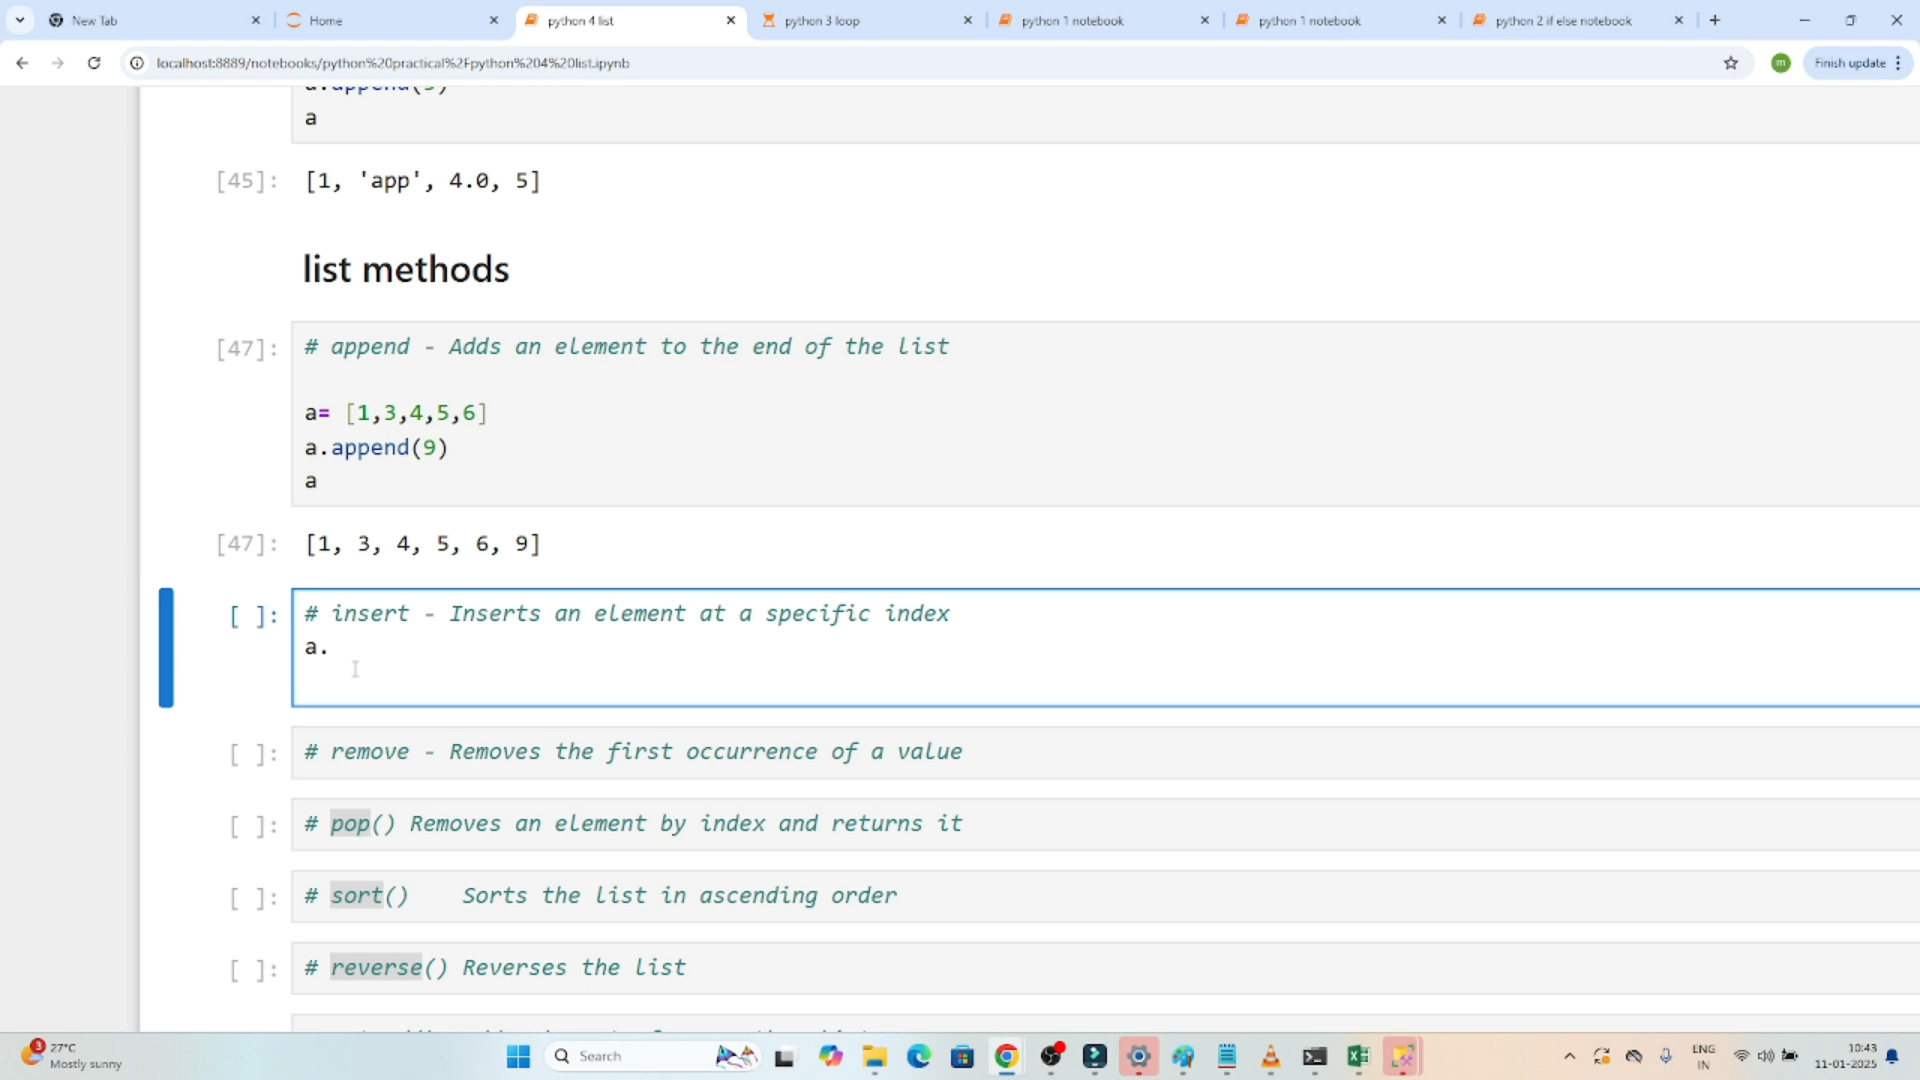 New Tab
Home
python 4 list
python 3 loop
python 1 notebook
python 1 notebook
python 2 if else notebook
localhost:8889/notebooks/python%20practical%2Fpython%204%20list.ipynb
m
Finish update
a.append(5)
a
[45]: [1, 'app', 4.0, 5]
list methods
[47]: # append - Adds an element to the end of the list
a= [1,3,4,5,6]
a.append(9)
a
[47]: [1, 3, 4, 5, 6, 9]
[ ]: # insert - Inserts an element at a specific index
a.
[ ]: # remove - Removes the first occurrence of a value
[ ]: # pop() Removes an element by index and returns it
[ ]: # sort() Sorts the list in ascending order
[ ]: # reverse() Reverses the list
3
27°C
Mostly sunny
Search
ENG
IN
10:43
11-01-2025